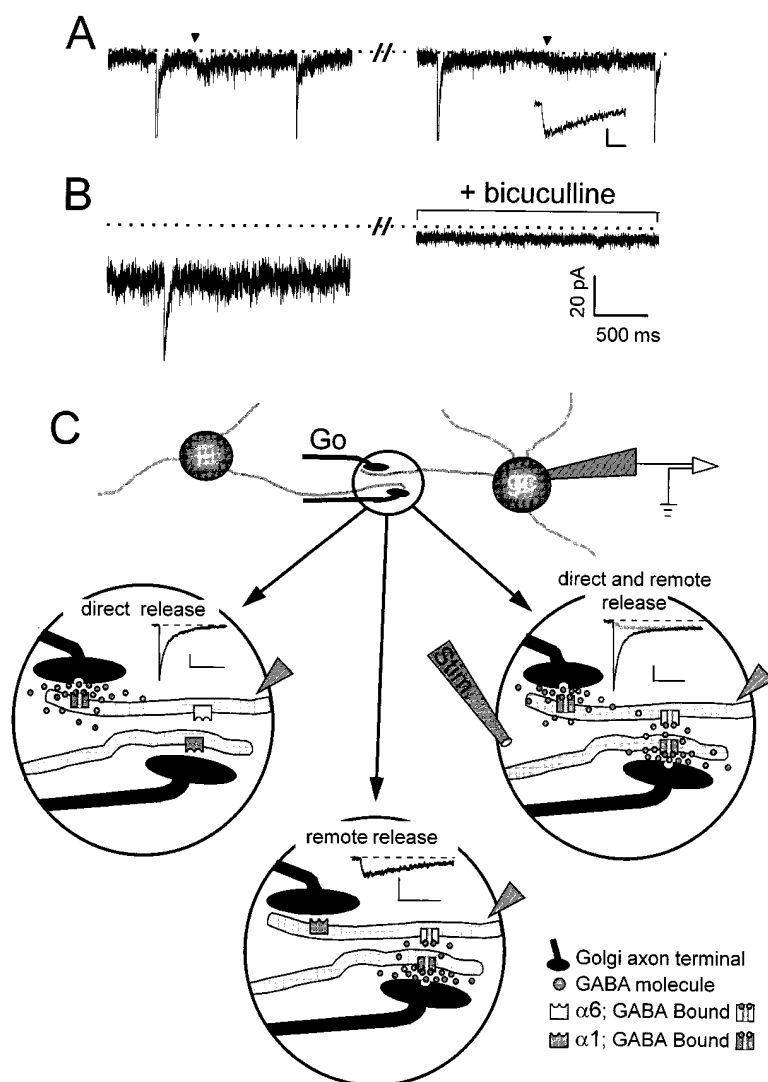 A
B
+ bicuculline
20 pA
500 ms
C
Go
gc
direct release
direct and remote
release
Stim.
remote release
Golgi axon terminal
GABA molecule
α6; GABA Bound
α1; GABA Bound